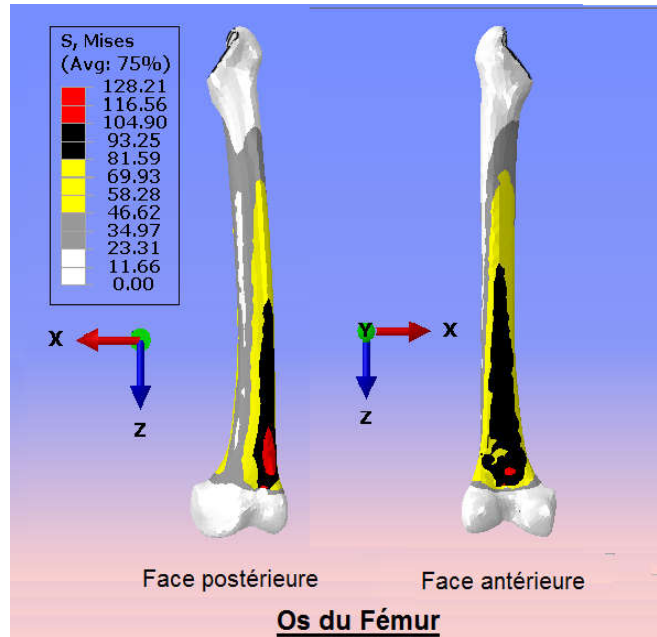 S, Mises
(Avg: 75%)
128.21
116.56
104.90
93.25
81.59
69.93
58.28
46.62
34.97
23.31
11.66
0.00
X
Z
Y
X
Z
Face postérieure
Face antérieure
Os du Fémur